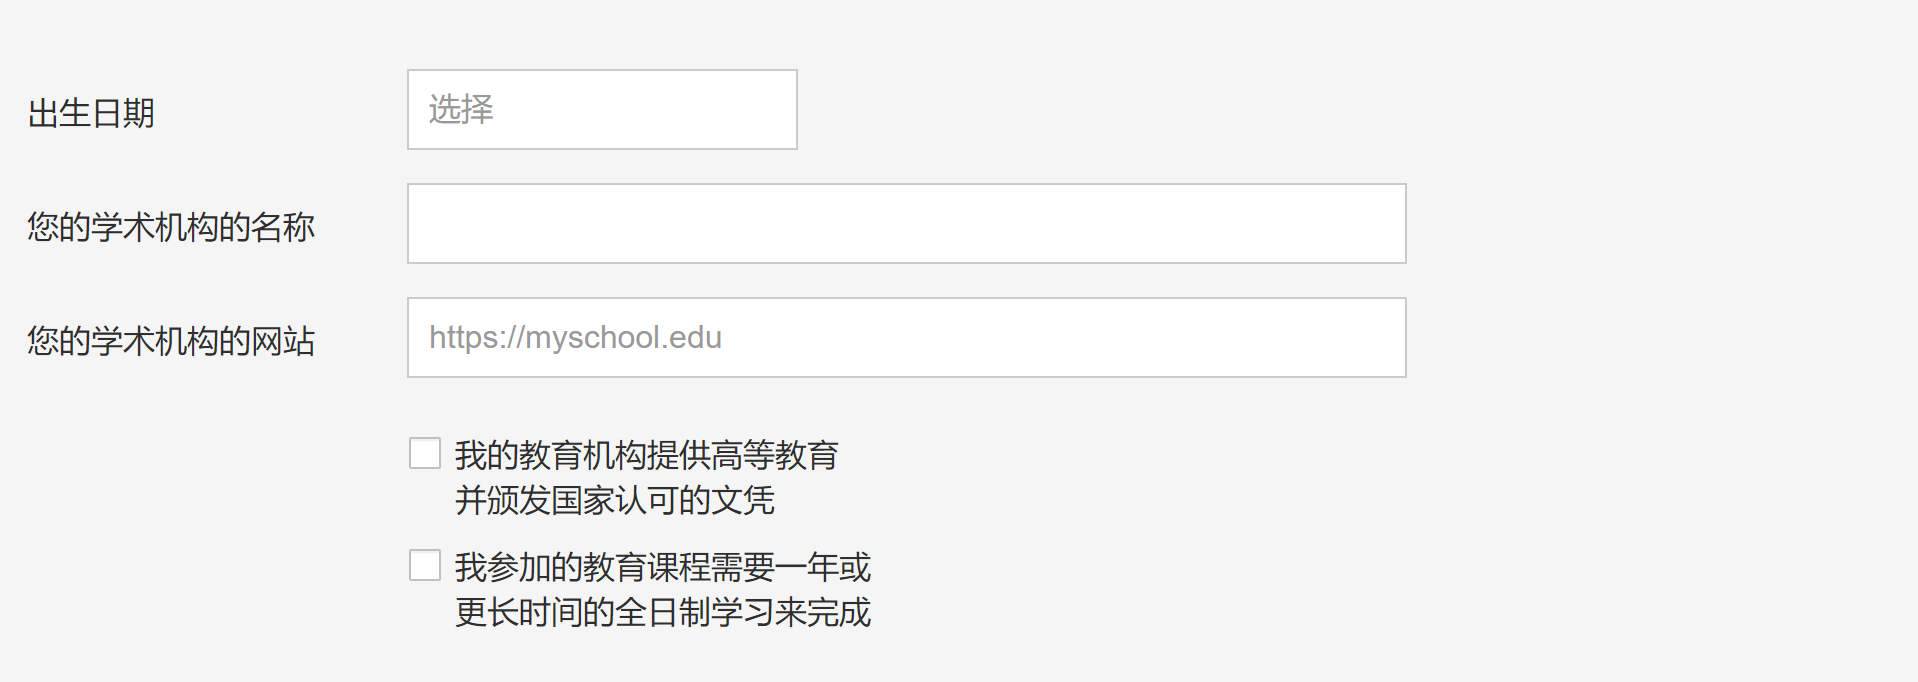 出生日期
选择
您的学术机构的名称
您的学术机构的网站
https://myschool.edu
我的教育机构提供高等教育
并颁发国家认可的文凭
我参加的教育课程需要一年或
更长时间的全日制学习来完成